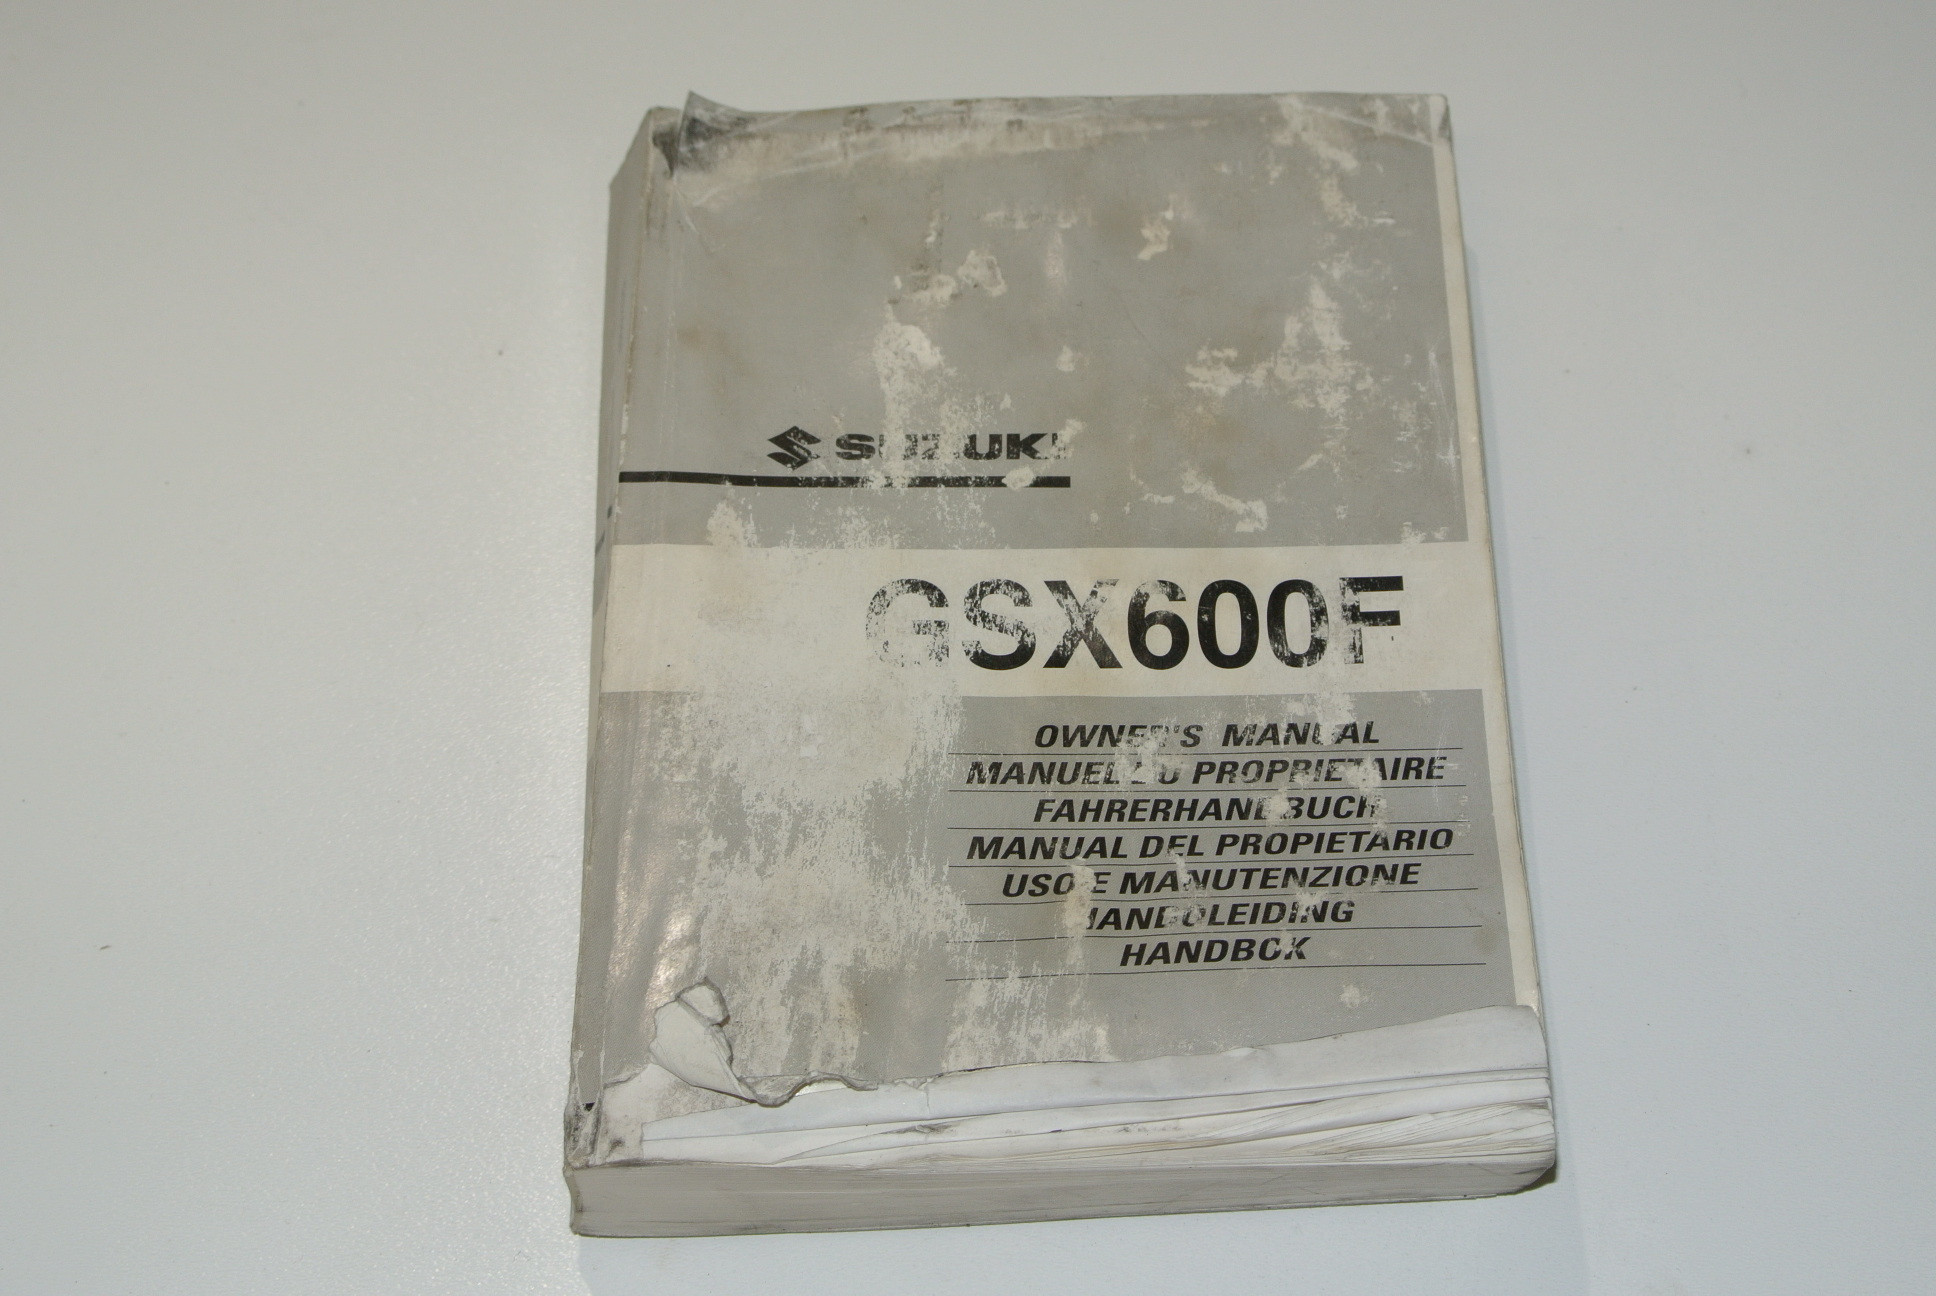 SUZUKI
GSX600F
OWNER'S MANUAL
MANUEL DU PROPRIETAIRE
FAHRERHANDBUCH
MANUAL DEL PROPIETARIO
USO E MANUTENZIONE
HANDLEIDING
HANDBOK